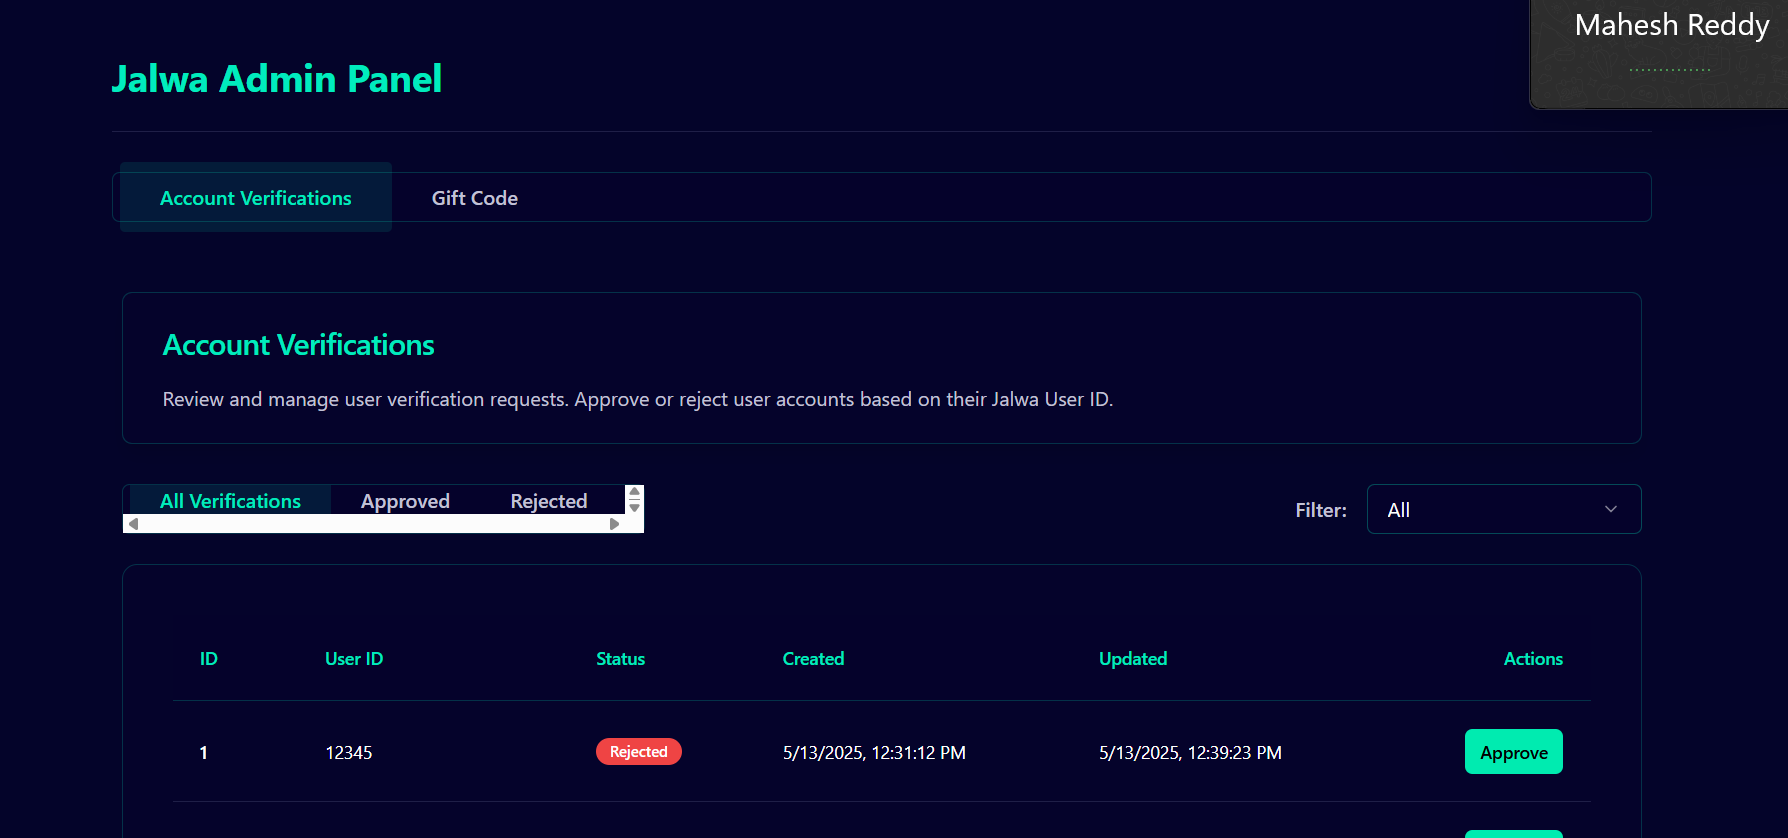 Mahesh Reddy
Jalwa Admin Panel
Account Verifications
Gift Code
Account Verifications
Review and manage user verification requests. Approve or reject user accounts based on their Jalwa User ID.
All Verifications
Approved
Rejected
Filter:
All
ID User ID Status Created Updated Actions
1 12345 Rejected 5/13/2025, 12:31:12 PM 5/13/2025, 12:39:23 PM Approve